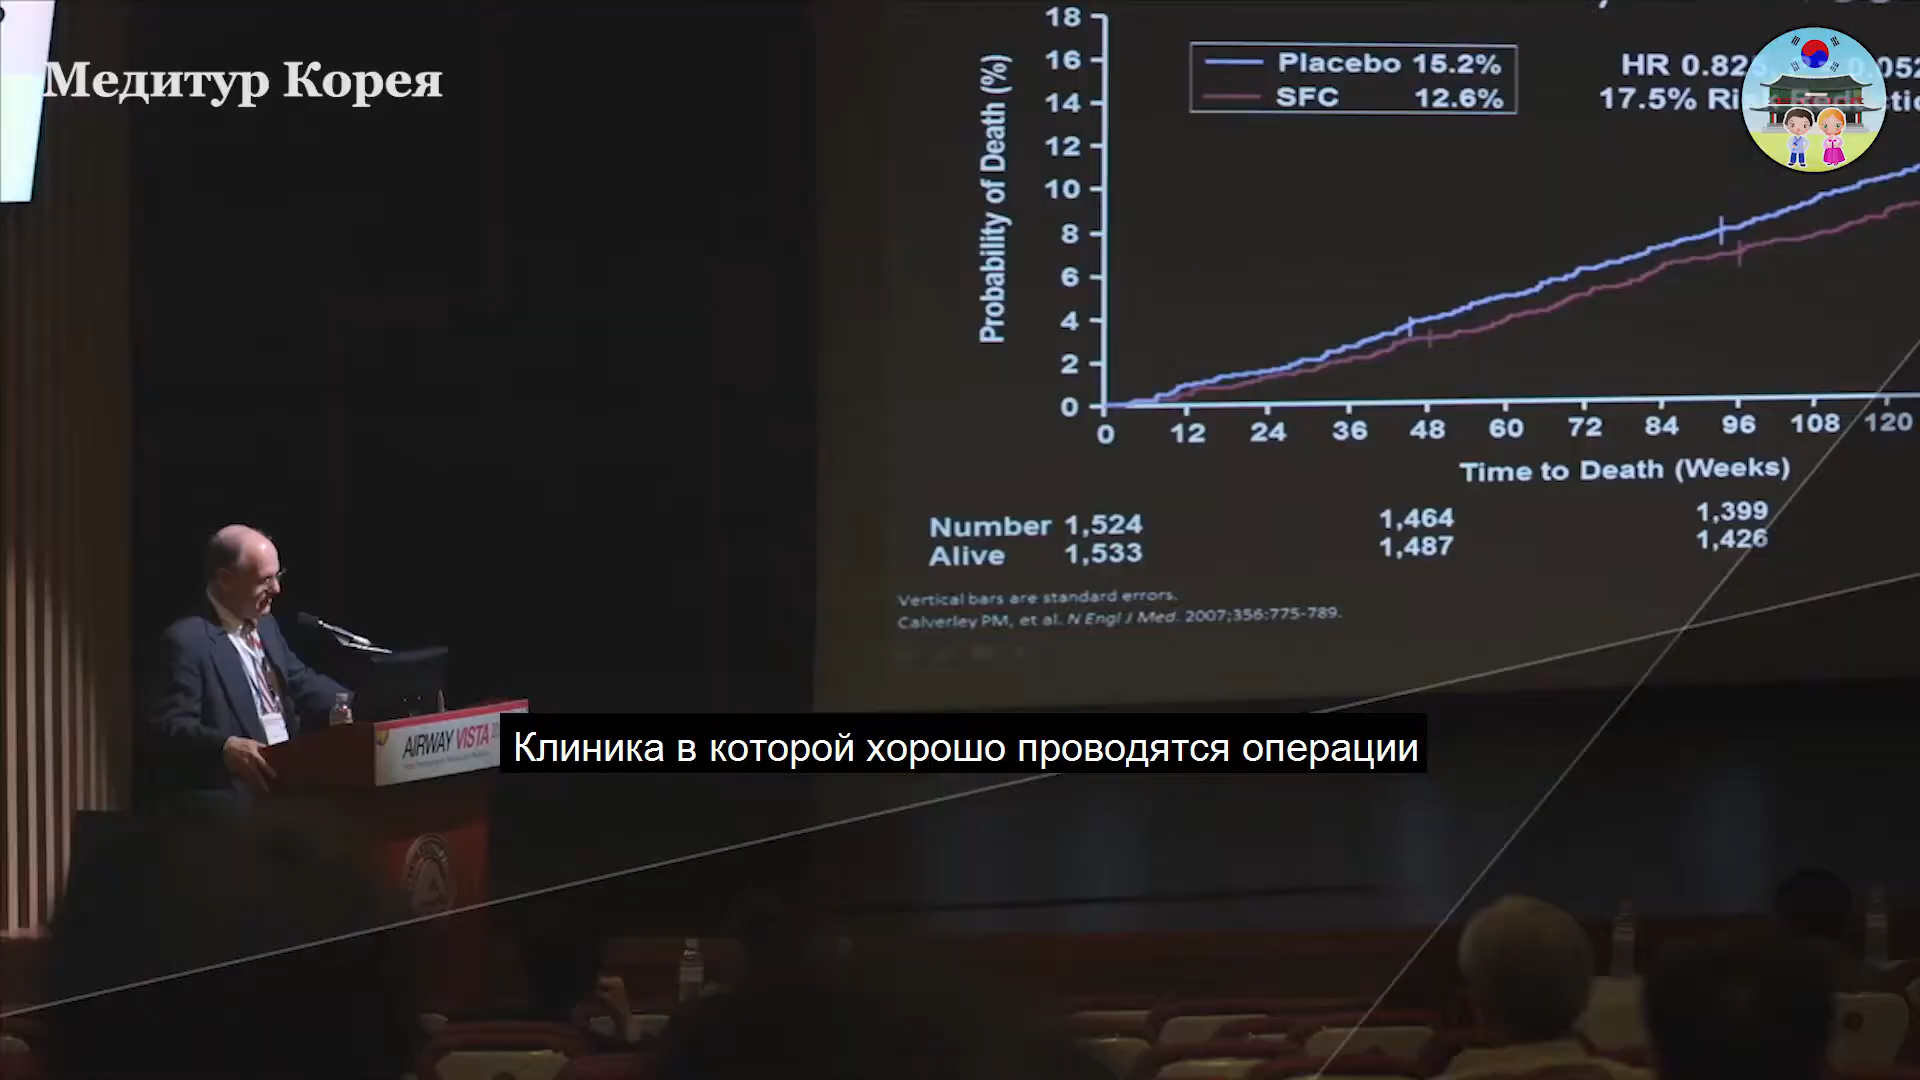 Медитур Корея
18
16
14
12
10
8
6
4
2
0
Probability of Death (%)
Placebo 15.2%
SFC 12.6%
HR 0.82
0.052
17.5%
0 12 24 36 48 60 72 84 96 108 120
Time to Death (Weeks)
Number 1,524 1,464 1,399
Alive 1,533 1,487 1,426
Vertical bars are standard errors.
Calverley PM, et al. N Engl J Med. 2007;356:775-789.
AIRWAY VISTA
Клиника в которой хорошо проводятся операции